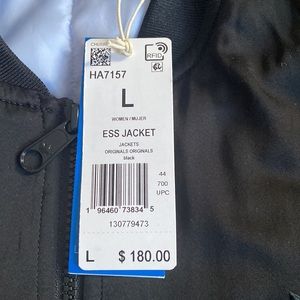 RFID
HA7157
L
WOMEN / MUJER
ESS JACKET
JACKETS
ORIGINALS ORIGINALS
black
44
700
UPC
1 96460 73834 5
130779473
L $ 180.00